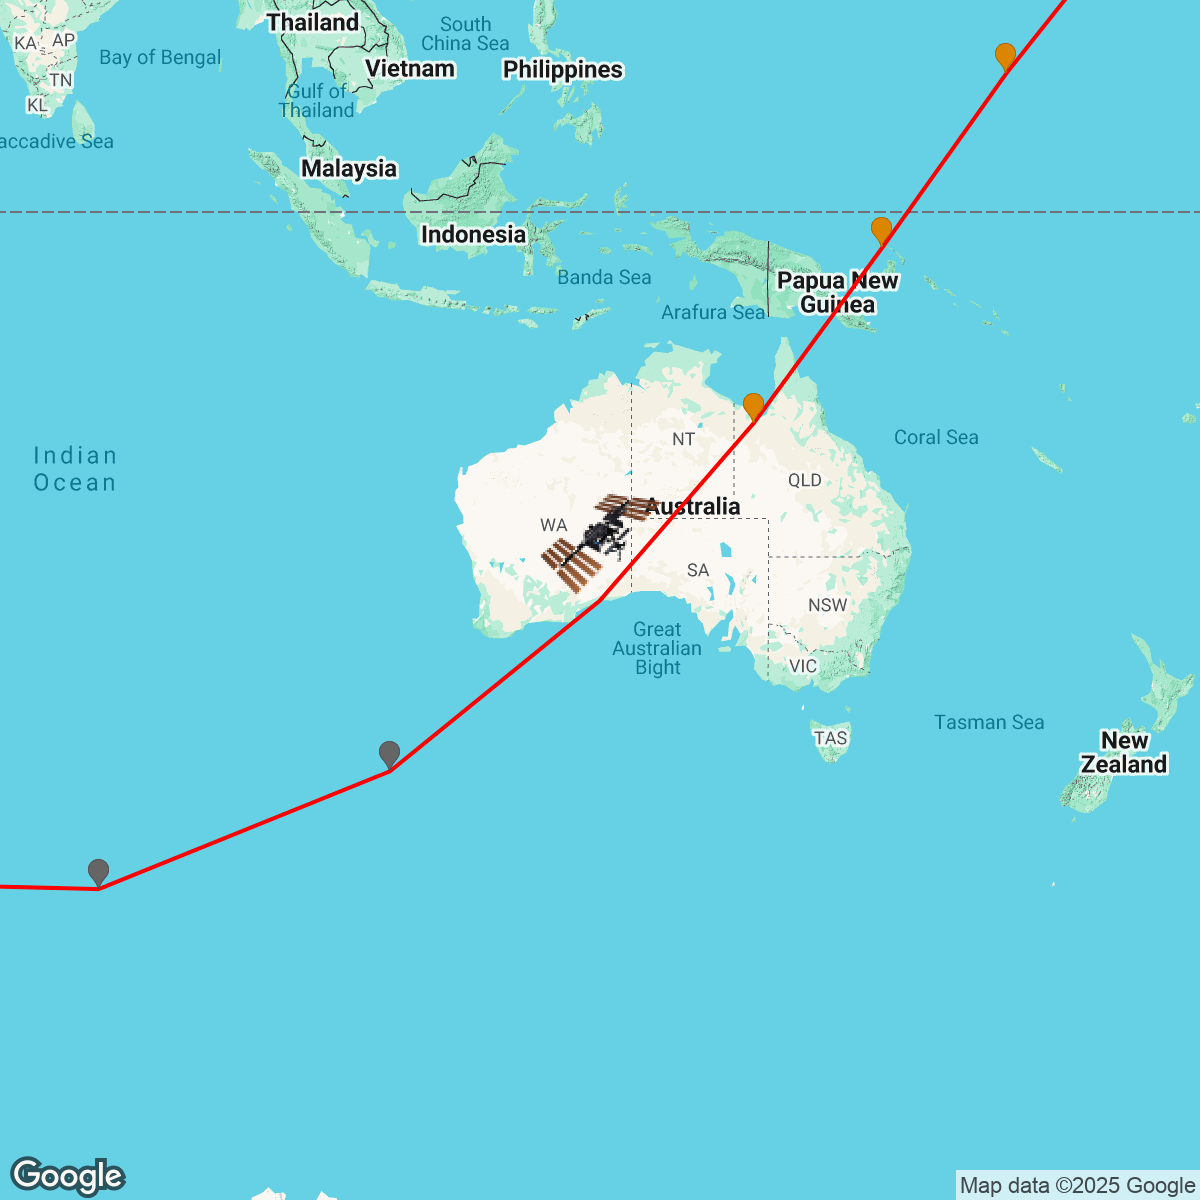 Thailand
South
China Sea
KA
AP
Bay of Bengal
Vietnam
Philippines
TN
Gulf of
Thailand
KL
accadive Sea
Malaysia
Indonesia
Banda Sea
Papua New
Guinea
Arafura Sea
NT
Coral Sea
Indian
Ocean
QLD
Australia
WA
SA
NSW
Great
Australian
Bight
VIC
Tasman Sea
TAS
New
Zealand
Google
Map data ©2025 Google